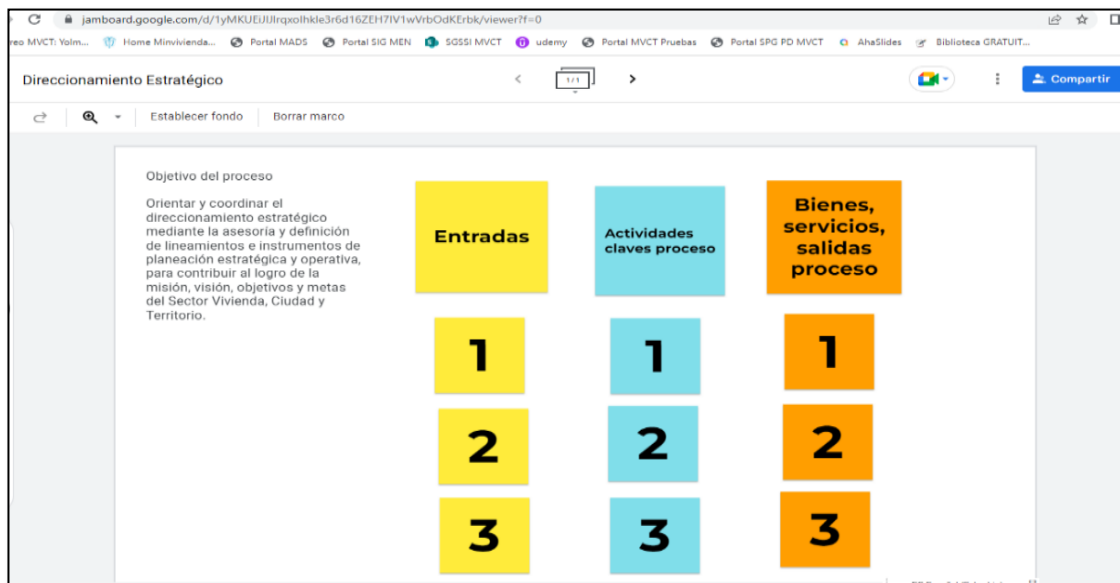 jamboard.google.com/d/1yMKUEiJIJIrqxoIhkle3r6d16ZEH7IV1wVrbOdKErbk/viewer?f=0
reo MVCT: Yolm... Home Minvivienda... Portal MADS Portal SIG MEN SGSSI MVCT udemy Portal MVCT Pruebas Portal SPG PD MVCT AhaSlides Biblioteca GRATUIT...
Direccionamiento Estratégico
1/1
Compartir
Establecer fondo Borrar marco
Objetivo del proceso
Orientar y coordinar el
direccionamiento estratégico
mediante la asesoría y definición
de lineamientos e instrumentos de
planeación estratégica y operativa,
para contribuir al logro de la
misión, visión, objetivos y metas
del Sector Vivienda, Ciudad y
Territorio.
Entradas
1
2
3
Actividades
claves proceso
1
2
3
Bienes,
servicios,
salidas
proceso
1
2
3